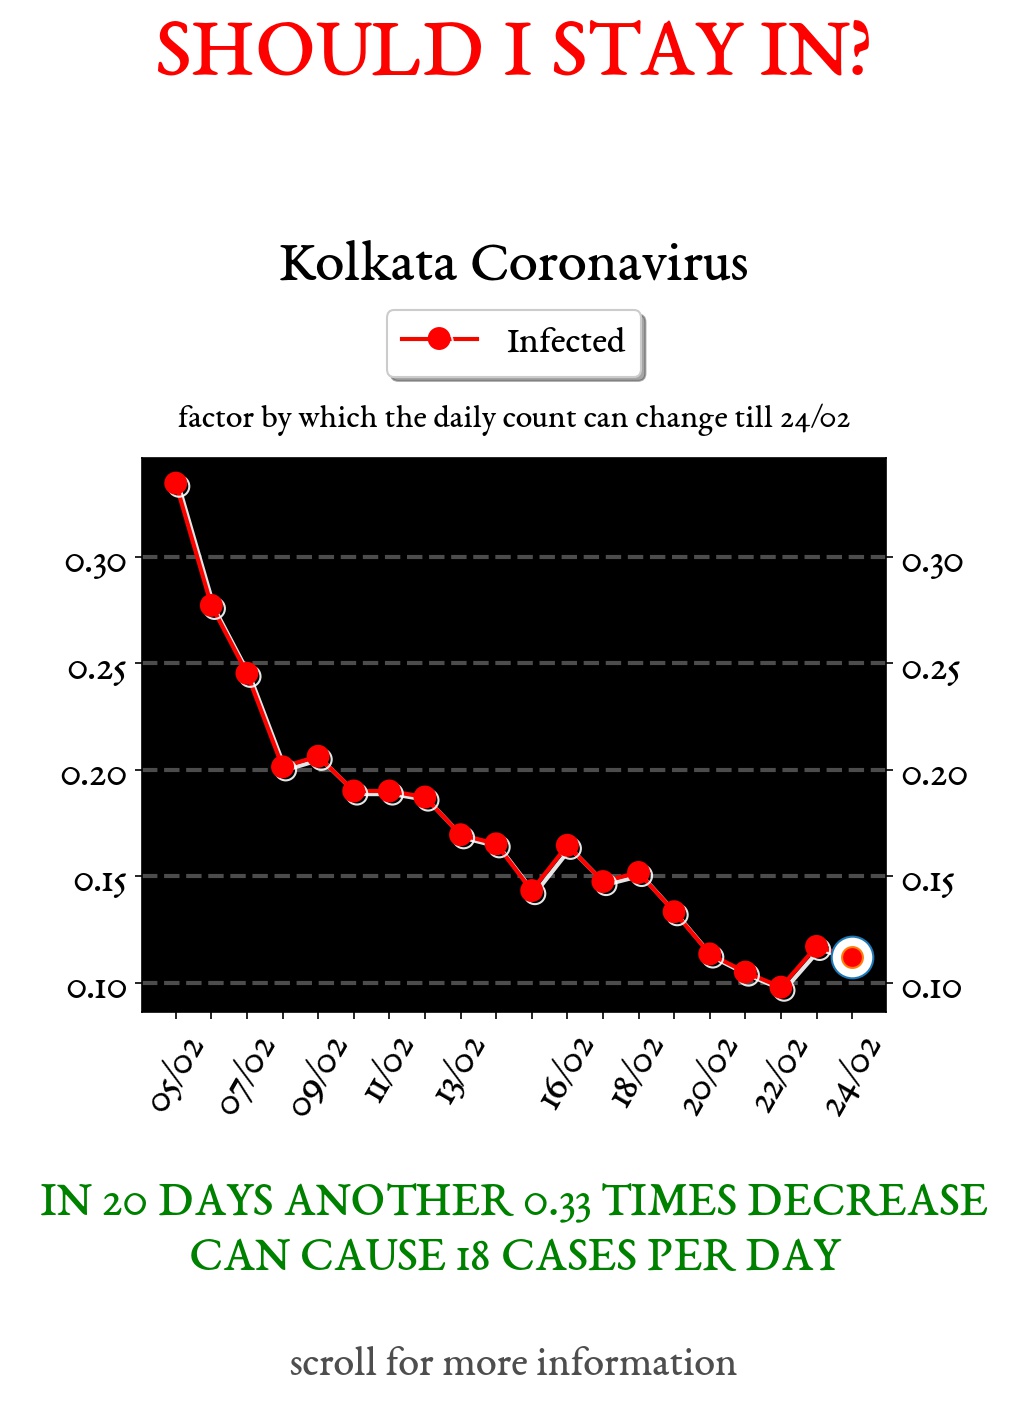 SHOULD I STAY IN?
Kolkata Coronavirus
Infected
factor by which the daily count can change till 24/02
0.30 0.30
0.25 0.25
0.20 0.20
0.15 0.15
0.10 0.10
05/02 07/02 09/02 11/02 13/02 16/02 18/02 20/02 22/02 24/02
IN 20 DAYS ANOTHER 0.33 TIMES DECREASE
CAN CAUSE 18 CASES PER DAY
scroll for more information